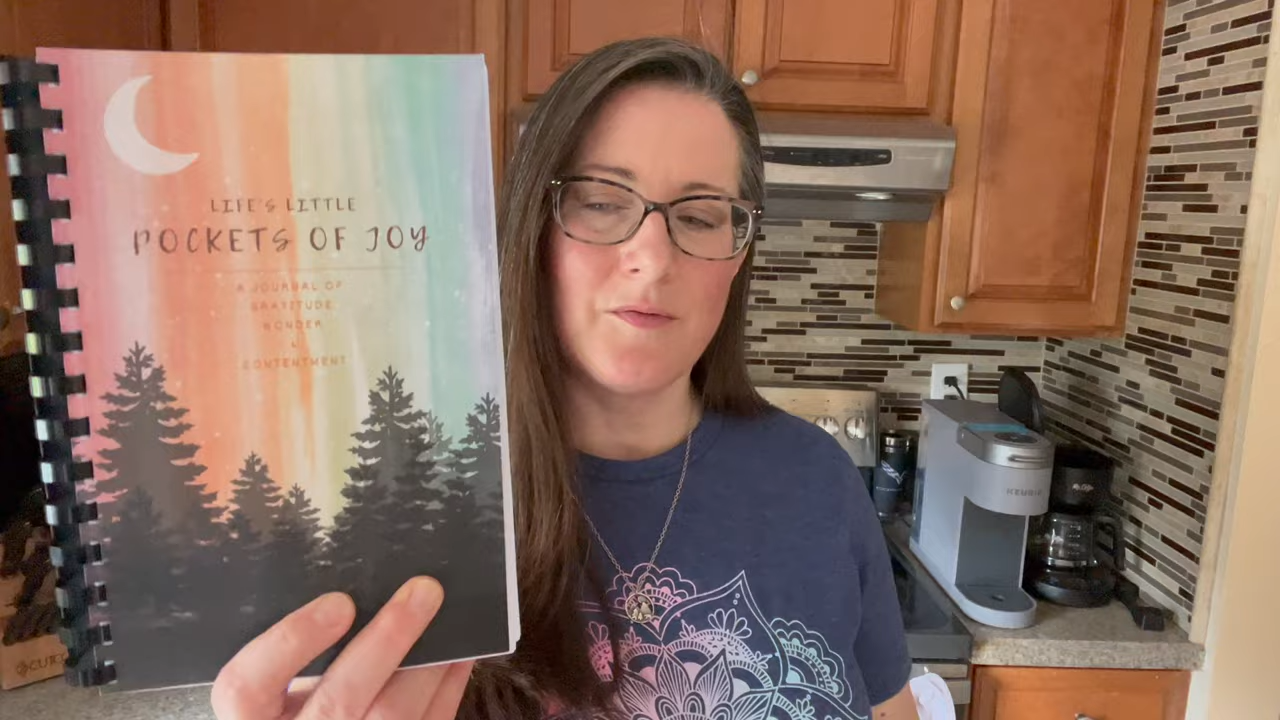 LIFE'S LITTLE
POCKETS OF JOY
A JOURNAL OF
GRATITUDE
WONDER
&
CONTENTMENT
KEURIG